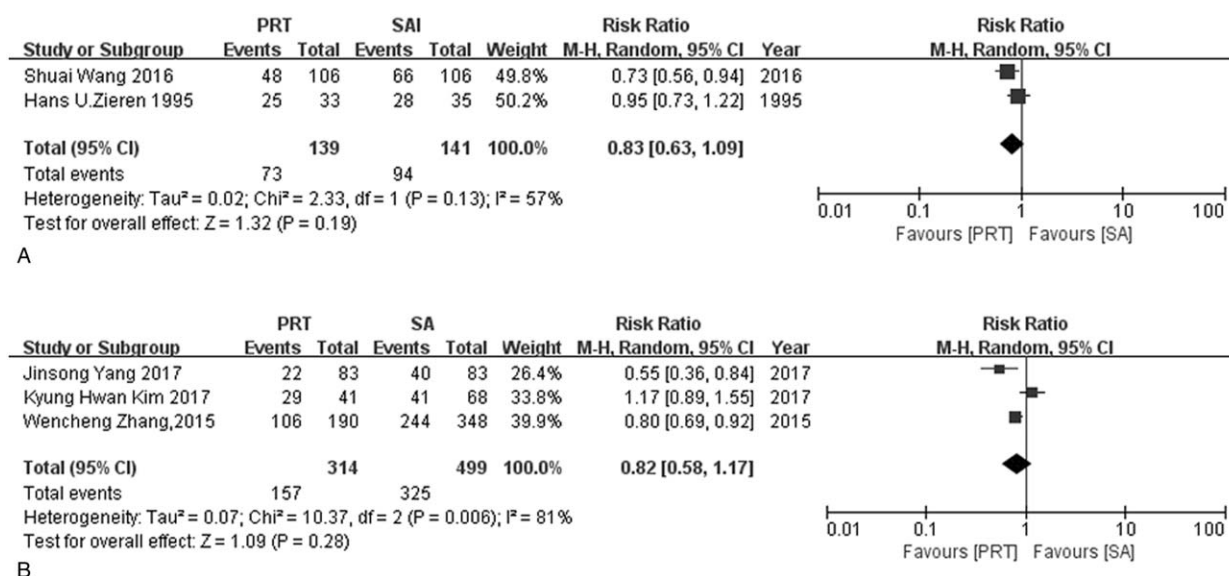 PRT SAI Risk Ratio Risk Ratio
Study or Subgroup Events Total Events Total Weight M-H, Random, 95% CI Year M-H, Random, 95% CI
Shuai Wang 2016 48 106 66 106 49.8% 0.73 [0.56, 0.94] 2016
Hans U.Zieren 1995 25 33 28 35 50.2% 0.95 [0.73, 1.22] 1995
Total (95% CI) 139 141 100.0% 0.83 [0.63, 1.09]
Total events 73 94
Heterogeneity: Tau² = 0.02; Chi² = 2.33, df = 1 (P = 0.13); I² = 57%
Test for overall effect: Z = 1.32 (P = 0.19)
0.01 0.1 1 10 100
Favours [PRT] Favours [SA]
A
PRT SA Risk Ratio Risk Ratio
Study or Subgroup Events Total Events Total Weight M-H, Random, 95% CI Year M-H, Random, 95% CI
Jinsong Yang 2017 22 83 40 83 26.4% 0.55 [0.36, 0.84] 2017
Kyung Hwan Kim 2017 29 41 41 68 33.8% 1.17 [0.89, 1.55] 2017
Wencheng Zhang,2015 106 190 244 348 39.9% 0.80 [0.69, 0.92] 2015
Total (95% CI) 314 499 100.0% 0.82 [0.58, 1.17]
Total events 157 325
Heterogeneity: Tau² = 0.07; Chi² = 10.37, df = 2 (P = 0.006); I² = 81%
Test for overall effect: Z = 1.09 (P = 0.28)
0.01 0.1 1 10 100
Favours [PRT] Favours [SA]
B